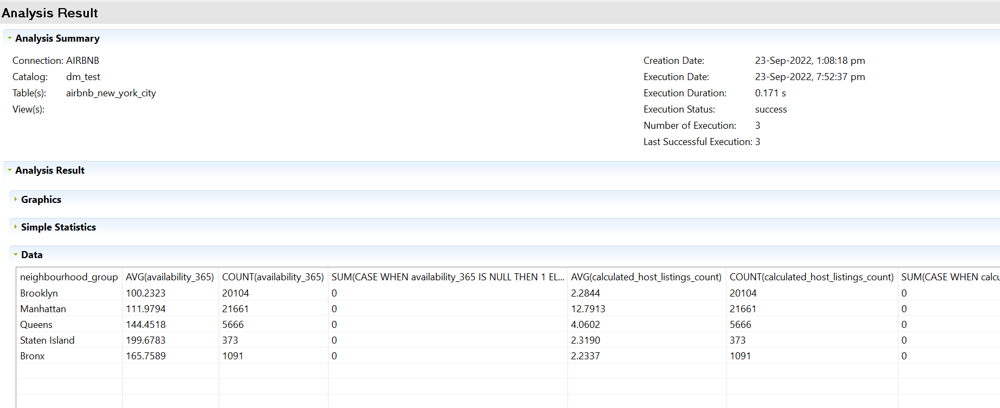 Analysis Result
Analysis Summary
Connection: AIRBNB
Catalog: dm_test
Table(s): airbnb_new_york_city
View(s):
Creation Date: 23-Sep-2022, 1:08:18 pm
Execution Date: 23-Sep-2022, 7:52:37 pm
Execution Duration: 0.171 s
Execution Status: success
Number of Execution: 3
Last Successful Execution: 3
Analysis Result
Graphics
Simple Statistics
Data
neighbourhood_group AVG(availability_365) COUNT(availability_365) SUM(CASE WHEN availability_365 IS NULL THEN 1 EL... AVG(calculated_host_listings_count) COUNT(calculated_host_listings_count) SUM(CASE WHEN calcu
Brooklyn 100.2323 20104 0 2.2844 20104 0
Manhattan 111.9794 21661 0 12.7913 21661 0
Queens 144.4518 5666 0 4.0602 5666 0
Staten Island 199.6783 373 0 2.3190 373 0
Bronx 165.7589 1091 0 2.2337 1091 0